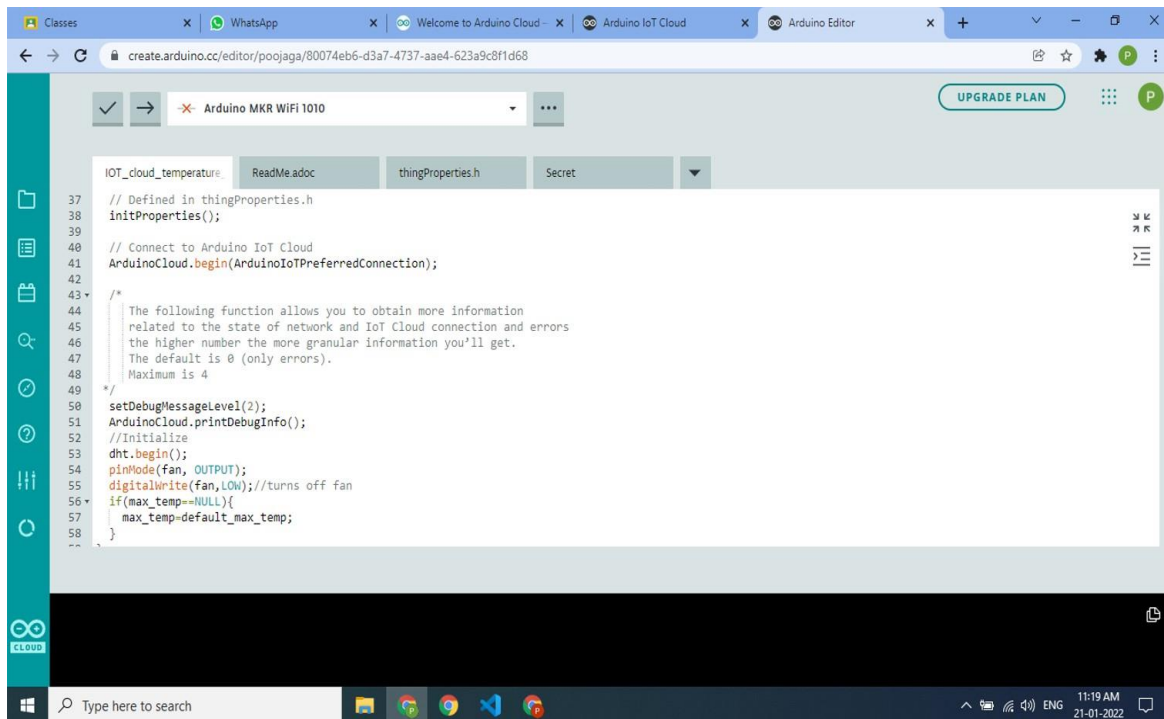 Classes
WhatsApp
Welcome to Arduino Cloud –
Arduino IoT Cloud
Arduino Editor
create.arduino.cc/editor/poojaga/80074eb6-d3a7-4737-aae4-623a9c8f1d68
P
Arduino MKR WiFi 1010
UPGRADE PLAN
P
IOT_cloud_temperature_
ReadMe.adoc
thingProperties.h
Secret
37 // Defined in thingProperties.h
38 initProperties();
39
40 // Connect to Arduino IoT Cloud
41 ArduinoCloud.begin(ArduinoIoTPreferredConnection);
42
43 /*
44 The following function allows you to obtain more information
45 related to the state of network and IoT Cloud connection and errors
46 the higher number the more granular information you’ll get.
47 The default is 0 (only errors).
48 Maximum is 4
49 */
50 setDebugMessageLevel(2);
51 ArduinoCloud.printDebugInfo();
52 //Initialize
53 dht.begin();
54 pinMode(fan, OUTPUT);
55 digitalWrite(fan,LOW);//turns off fan
56 if(max_temp==NULL){
57 max_temp=default_max_temp;
58 }
CLOUD
Type here to search
ENG
11:19 AM
21-01-2022